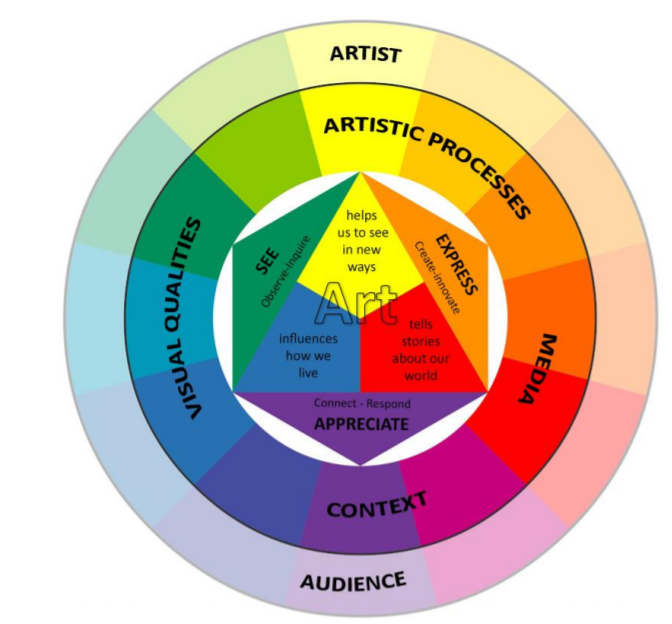 ARTIST
ARTISTIC PROCESSES
helps
us to see
in new
ways
SEE
Observe-Inquire
EXPRESS
Create-innovate
VISUAL QUALITIES
Art
influences
how we
live
tells
stories
about our
world
MEDIA
Connect - Respond
APPRECIATE
CONTEXT
AUDIENCE